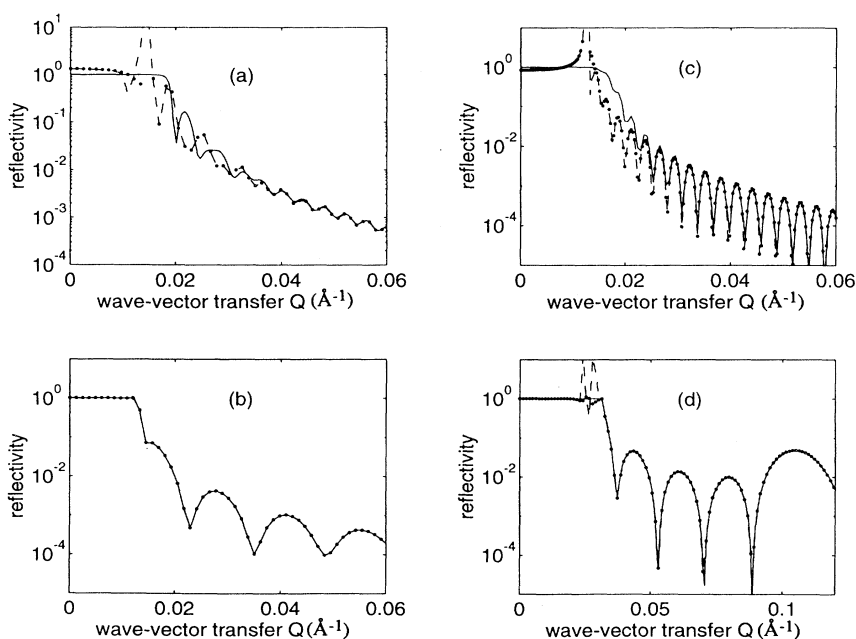 10^1
10^0
10^-1
10^-2
10^-3
10^-4
reflectivity
(a)
0 0.02 0.04 0.06
wave-vector transfer Q (Å^-1)
10^0
10^-2
10^-4
reflectivity
(c)
0 0.02 0.04 0.06
wave-vector transfer Q (Å^-1)
10^0
10^-2
10^-4
reflectivity
(b)
0 0.02 0.04 0.06
wave-vector transfer Q (Å^-1)
10^0
10^-2
10^-4
reflectivity
(d)
0 0.05 0.1
wave-vector transfer Q (Å^-1)